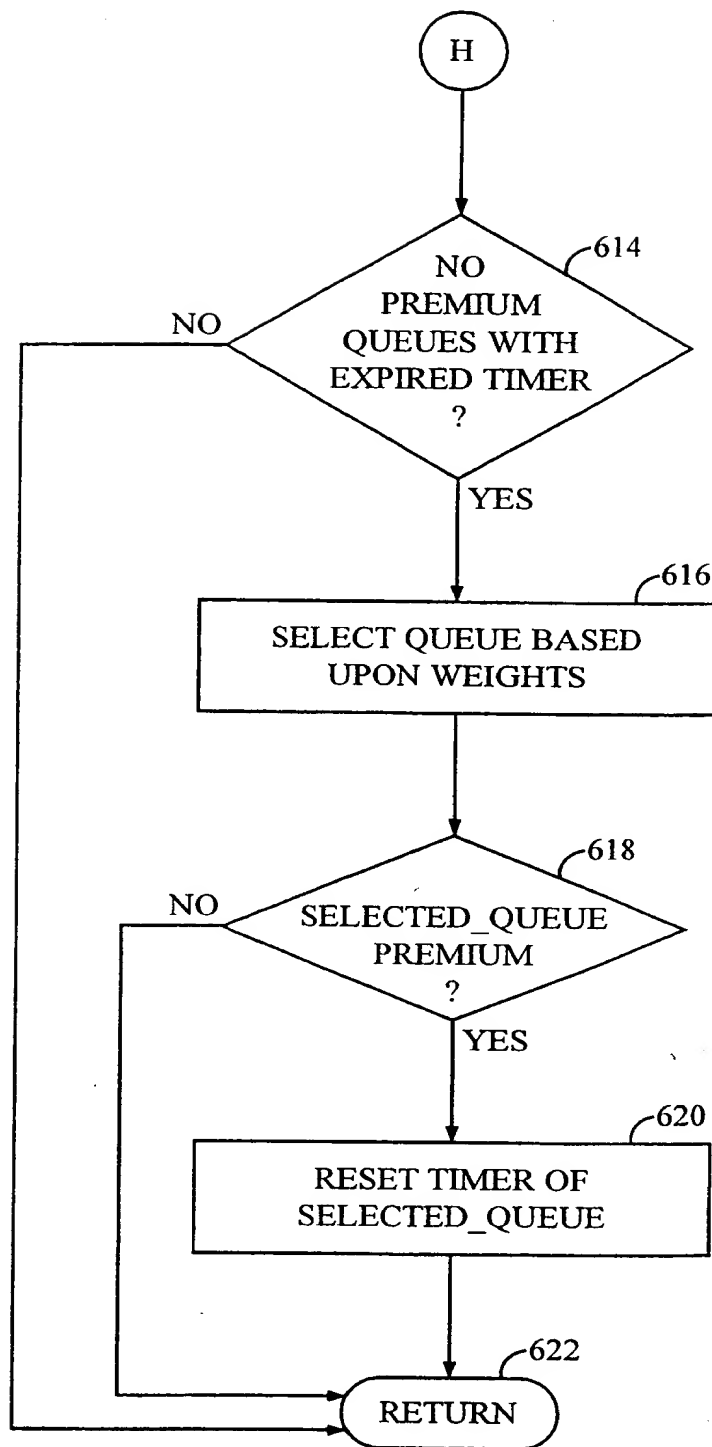 H
614
NO
PREMIUM
QUEUES WITH
EXPIRED TIMER
?
NO
YES
616
SELECT QUEUE BASED
UPON WEIGHTS
618
NO
SELECTED_QUEUE
PREMIUM
?
YES
620
RESET TIMER OF
SELECTED_QUEUE
622
RETURN